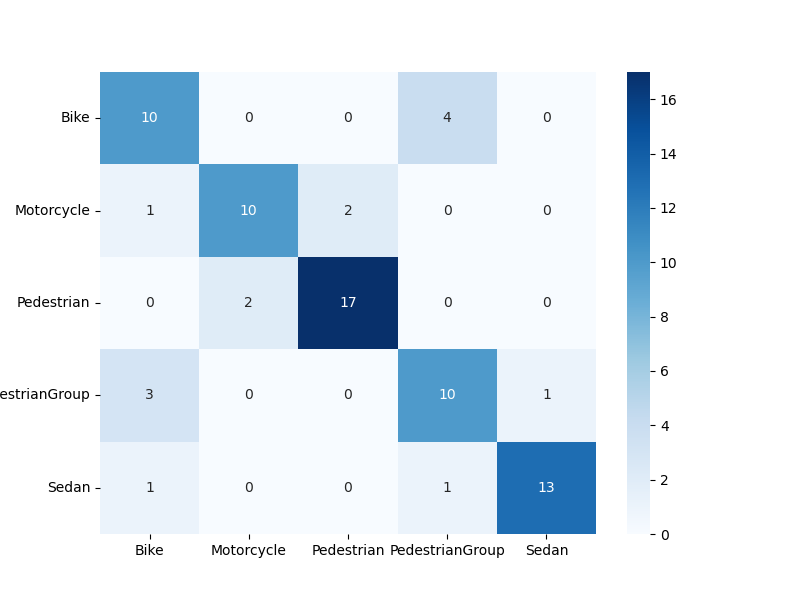 16
Bike 10 0 0 4 0
14
12
Motorcycle 1 10 2 0 0
10
Pedestrian 0 2 17 0 0
8
6
estrianGroup 3 0 0 10 1
4
Sedan 1 0 0 1 13
2
0
Bike Motorcycle Pedestrian PedestrianGroup Sedan